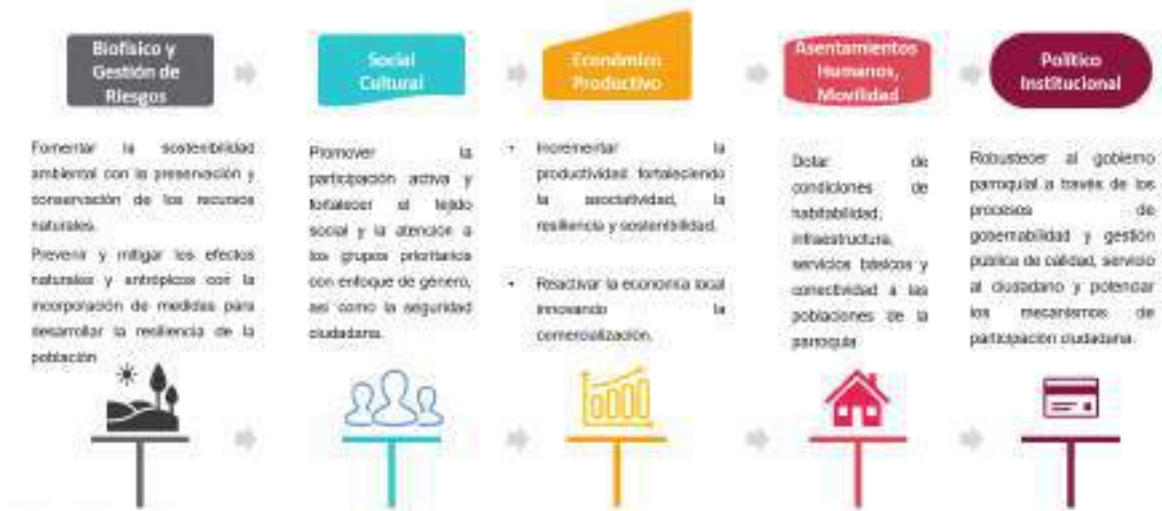 Biofísico y
Gestión de
Riesgos
Fomentar la sostenibilidad
ambiental con la preservación y
conservación de los recursos
naturales.
Prevenir y mitigar los efectos
naturales y antrópicos con la
incorporación de medidas para
desarrollar la resiliencia de la
población
Social
Cultural
Promover la
participación activa y
fortalecer el tejido
social y la atención a
los grupos prioritarios
con enfoque de género,
así como la seguridad
ciudadana.
Económico
Productivo
• Incrementar la
productividad fortaleciendo
la asociatividad, la
resiliencia y sostenibilidad.
• Reactivar la economía local
innovando la
comercialización.
Asentamientos
Humanos,
Movilidad
Dotar de
condiciones de
habitabilidad,
infraestructura,
servicios básicos y
conectividad a las
poblaciones de la
parroquia
Político
Institucional
Robustecer al gobierno
parroquial a través de los
procesos de
gobernabilidad y gestión
pública de calidad, servicio
al ciudadano y potenciar
los mecanismos de
participación ciudadana.